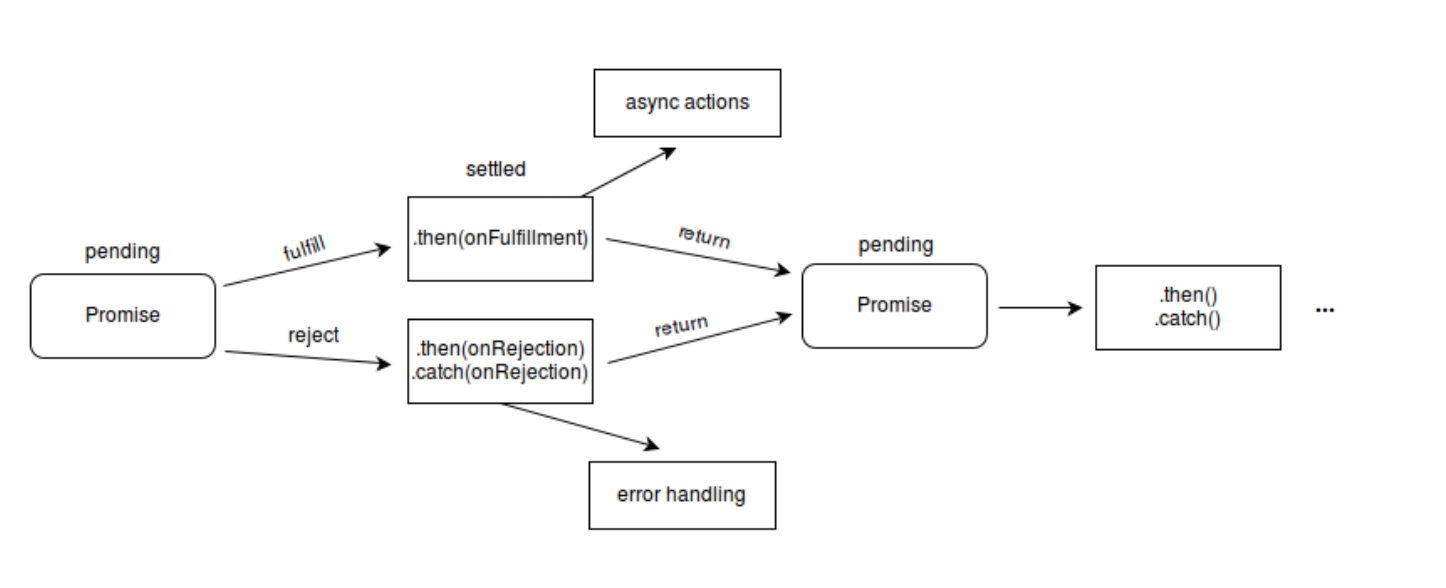 async actions
settled
.then(onFulfillment)
fulfill
return
pending
pending
Promise
Promise
.then()
.catch()
...
reject
return
.then(onRejection)
.catch(onRejection)
error handling